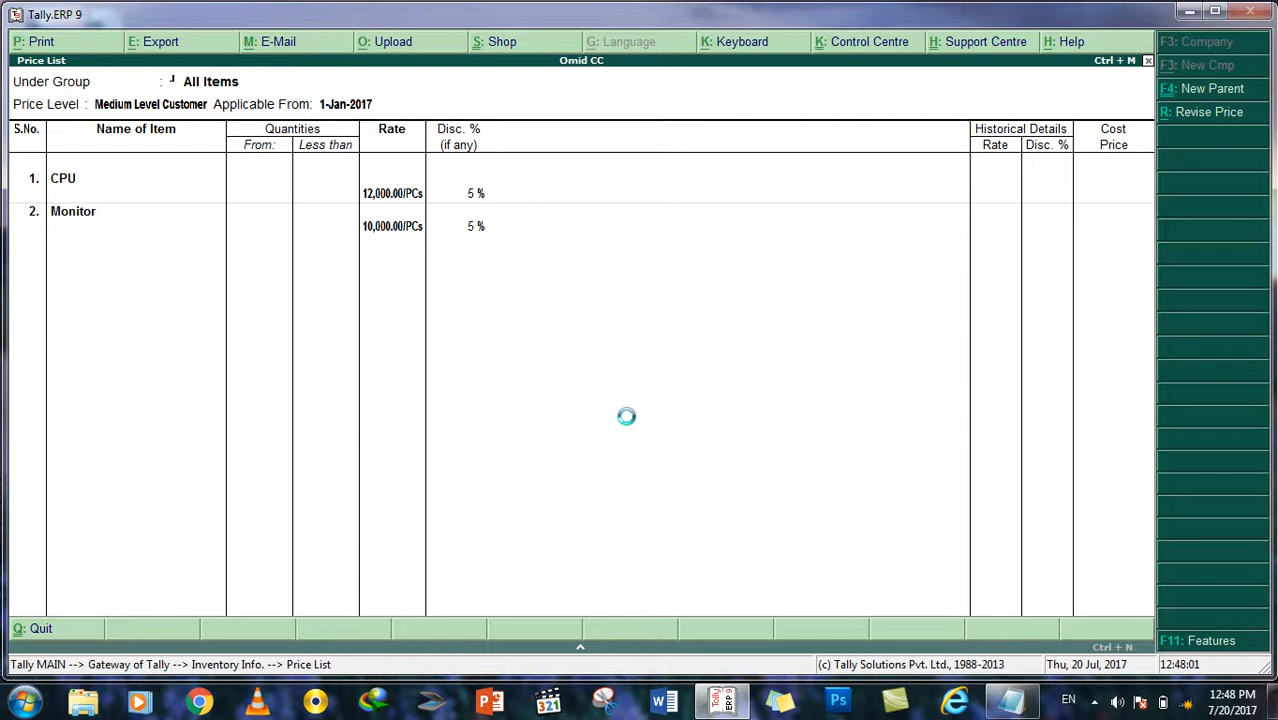 Tally.ERP 9
P: Print E: Export M: E-Mail O: Upload S: Shop G: Language K: Keyboard K: Control Centre H: Support Centre H: Help
F3: Company
Price List Omid CC Ctrl + M
F3: New Cmp
Under Group : ┘ All Items
F4: New Parent
Price Level : Medium Level Customer Applicable From: 1-Jan-2017
R: Revise Price
S.No. Name of Item Quantities Rate Disc. % Historical Details Cost
From: Less than (if any) Rate Disc. % Price
1. CPU
12,000.00/PCs 5 %
2. Monitor
10,000.00/PCs 5 %
Q: Quit
F11: Features
Ctrl + N
Tally MAIN --> Gateway of Tally --> Inventory Info. --> Price List (c) Tally Solutions Pvt. Ltd., 1988-2013 Thu, 20 Jul, 2017 12:48:01
321 Tally ERP 9 Ps EN 12:48 PM
7/20/2017